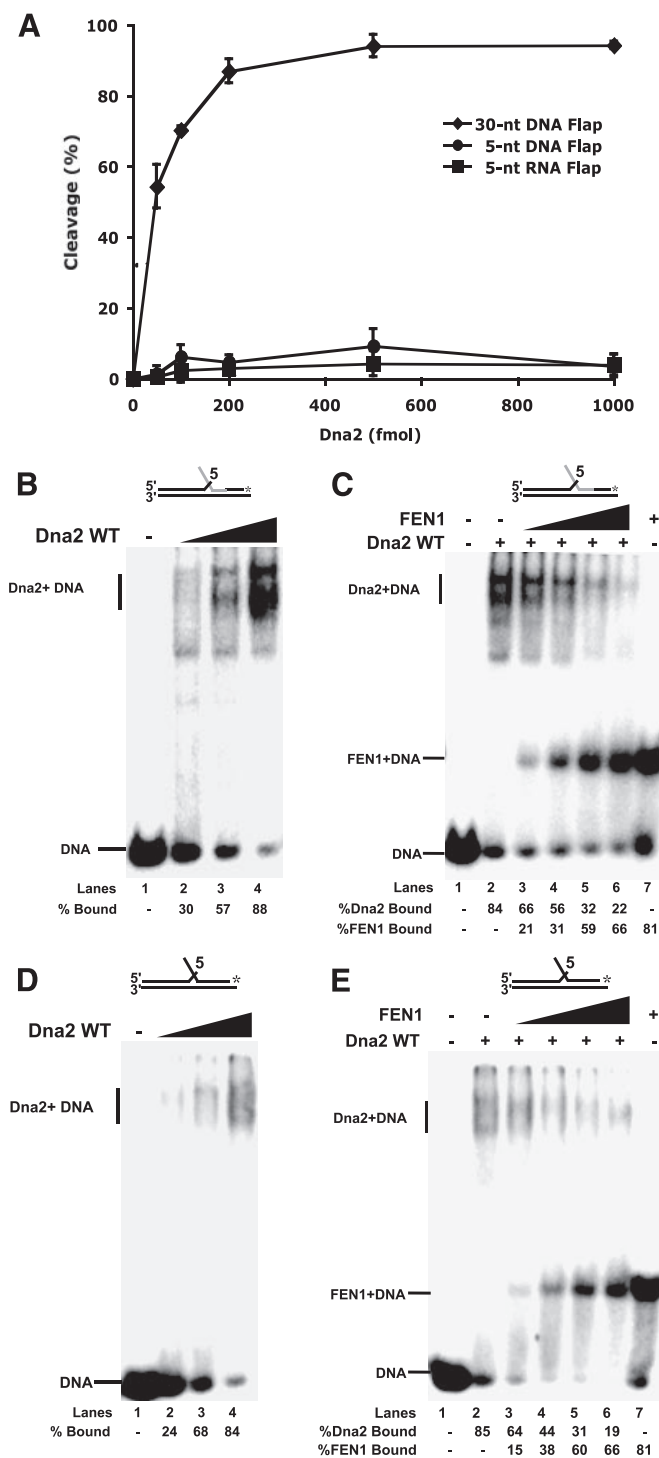 A
100
80
60
40
20
0
Cleavage (%)
30-nt DNA Flap
5-nt DNA Flap
5-nt RNA Flap
0 200 400 600 800 1000
Dna2 (fmol)
B
5
5'
3'
*
Dna2 WT -
Dna2+ DNA
DNA
Lanes 1 2 3 4
% Bound - 30 57 88
C
5
5'
3'
*
FEN1 - - +
Dna2 WT - + + + + + -
Dna2+DNA
FEN1+DNA
DNA
Lanes 1 2 3 4 5 6 7
%Dna2 Bound - 84 66 56 32 22 -
%FEN1 Bound - - 21 31 59 66 81
D
5
5'
3'
*
Dna2 WT -
Dna2+ DNA
DNA
Lanes 1 2 3 4
% Bound - 24 68 84
E
5
5'
3'
*
FEN1 - - +
Dna2 WT - + + + + + -
Dna2+DNA
FEN1+DNA
DNA
Lanes 1 2 3 4 5 6 7
%Dna2 Bound - 85 64 44 31 19 -
%FEN1 Bound - - 15 38 60 66 81